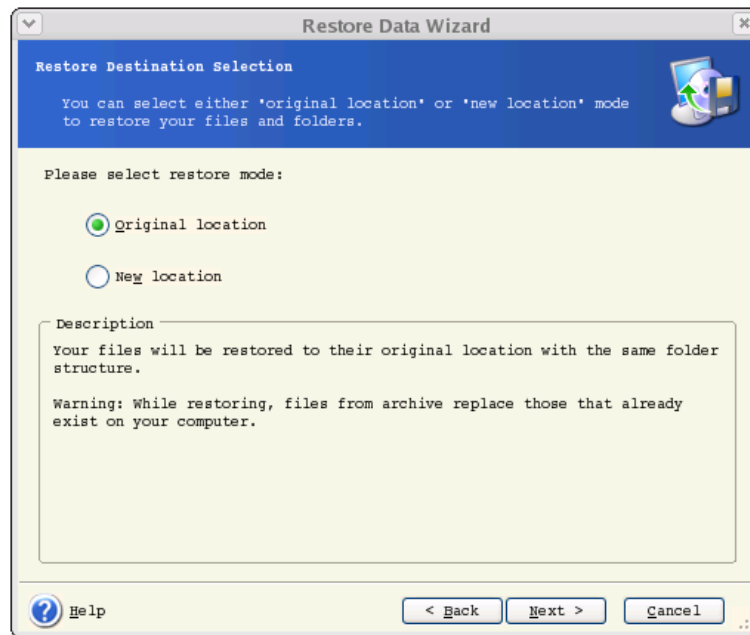 Restore Data Wizard
Restore Destination Selection
You can select either 'original location' or 'new location' mode
to restore your files and folders.
Please select restore mode:
Original location
New location
Description
Your files will be restored to their original location with the same folder
structure.
Warning: While restoring, files from archive replace those that already
exist on your computer.
Help
< Back
Next >
Cancel